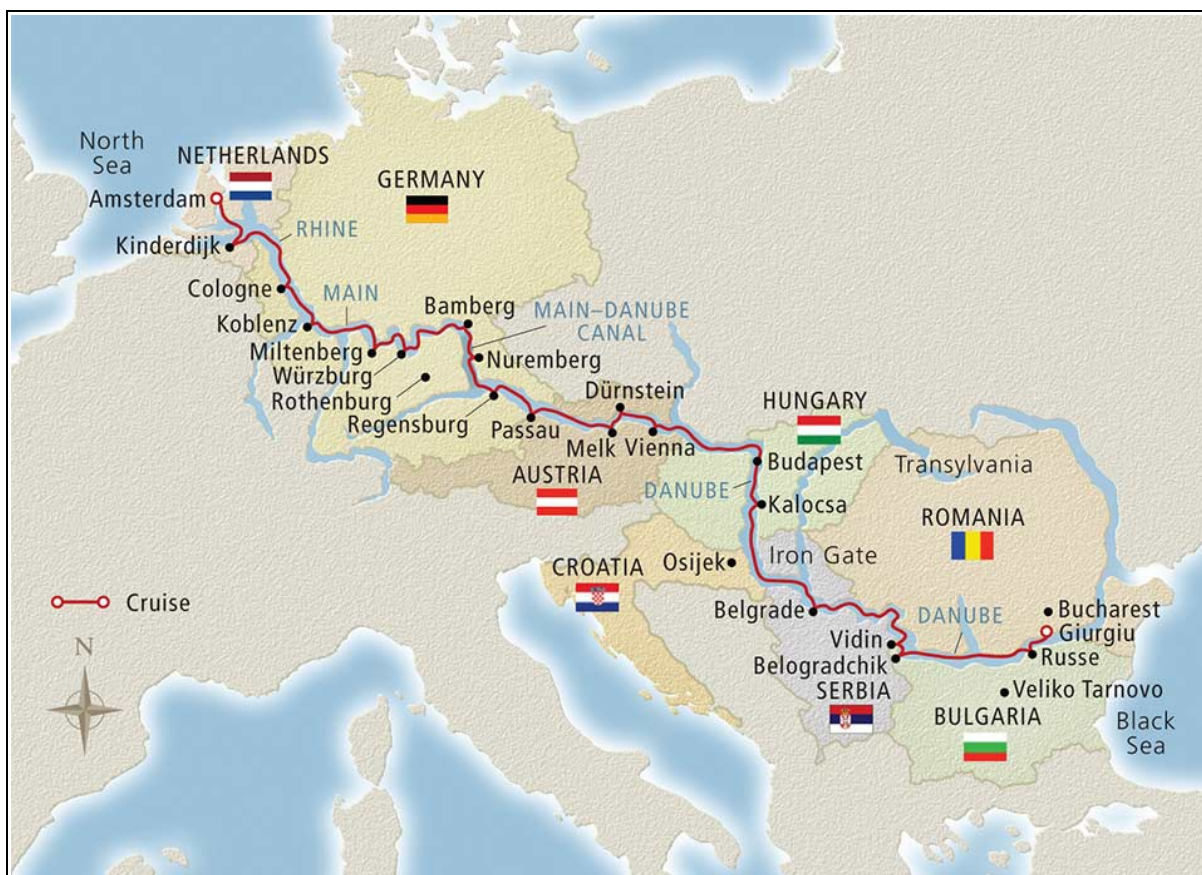 North
Sea
NETHERLANDS
Amsterdam
GERMANY
Kinderdijk
RHINE
Cologne
MAIN
Bamberg
MAIN–DANUBE
CANAL
Koblenz
Miltenberg
Würzburg
Nuremberg
Rothenburg
Regensburg
Dürnstein
Passau
Melk
Vienna
HUNGARY
Budapest
Transylvania
AUSTRIA
DANUBE
Kalocsa
ROMANIA
CROATIA
Osijek
Iron Gate
Cruise
Belgrade
DANUBE
Bucharest
Giurgiu
Vidin
Russe
Belogradchik
SERBIA
Veliko Tarnovo
BULGARIA
Black
Sea
N